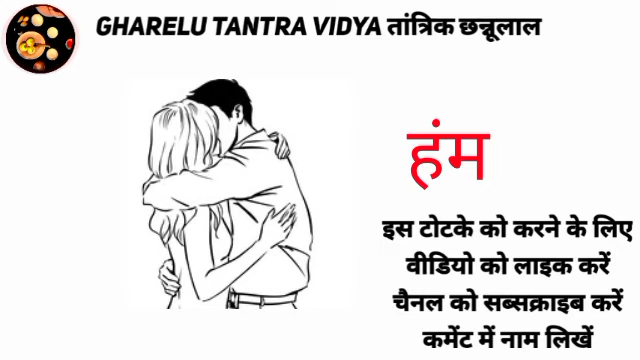 GHARELU TANTRA VIDYA तांत्रिक छन्नूलाल
हंम
इस टोटके को करने के लिए
वीडियो को लाइक करें
चैनल को सब्सक्राइब करें
कमेंट में नाम लिखें